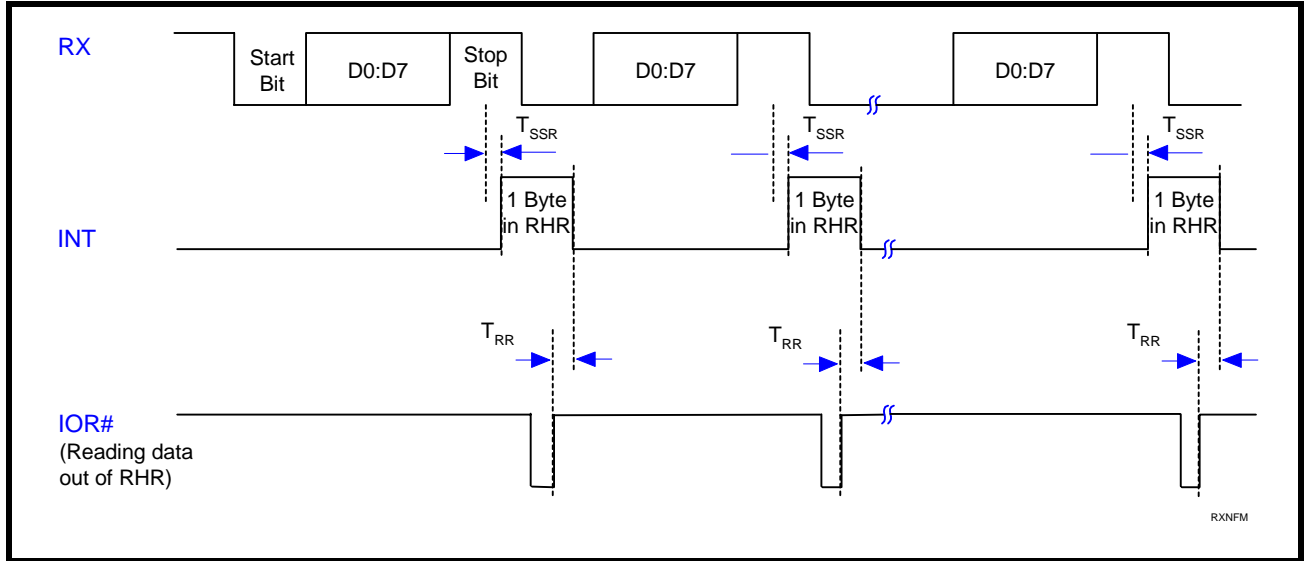 RX
Start
Bit
D0:D7
Stop
Bit
D0:D7
D0:D7
TSSR
TSSR
TSSR
1 Byte
in RHR
1 Byte
in RHR
1 Byte
in RHR
INT
TRR
TRR
TRR
IOR#
(Reading data
out of RHR)
RXNFM